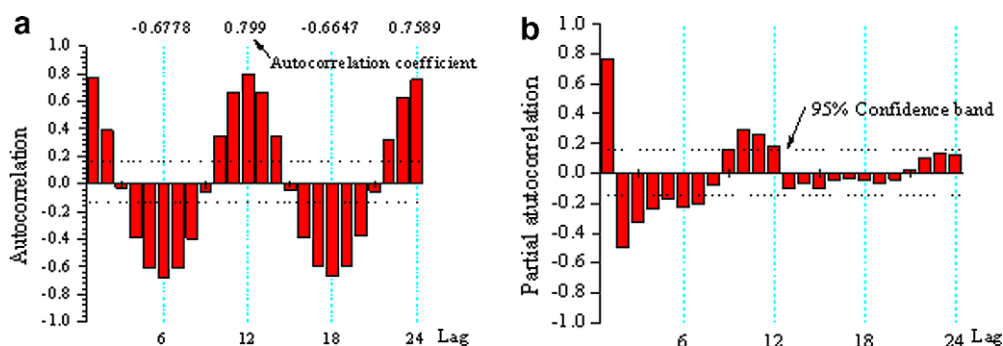 a
-0.6778 0.799 -0.6647 0.7589
Autocorrelation coefficient
Autocorrelation
1.0
0.8
0.6
0.4
0.2
0.0
-0.2
-0.4
-0.6
-0.8
-1.0
6 12 18 24 Lag
b
95% Confidence band
Partial atutocorrelation
1.0
0.8
0.6
0.4
0.2
0.0
-0.2
-0.4
-0.6
-0.8
-1.0
6 12 18 24 Lag